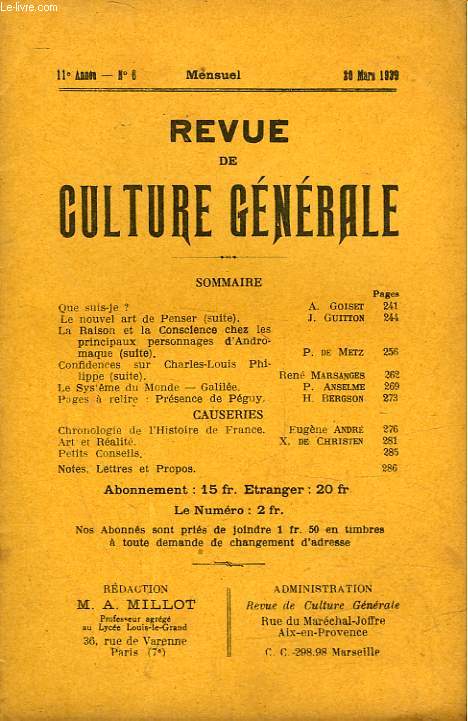 Le-livre.com
11e Année — No 6 Mensuel 20 Mars 1939
REVUE
DE
CULTURE GÉNÉRALE
SOMMAIRE
Pages
Que suis-je ? A. GOISET 241
Le nouvel art de Penser (suite). J. GUITTON 244
La Raison et la Conscience chez les
principaux personnages d'Andro-
maque (suite). P. DE METZ 256
Confidences sur Charles-Louis Phi-
lippe (suite). René MARSANGES 262
Le Système du Monde — Galilée. P. ANSELME 269
Pages à relire : Présence de Péguy. H. BERGSON 273
CAUSERIES
Chronologie de l'Histoire de France. Eugène ANDRÉ 276
Art et Réalité. X. DE CHRISTEN 281
Petits Conseils. 285
Notes, Lettres et Propos. 286
Abonnement : 15 fr. Etranger : 20 fr
Le Numéro : 2 fr.
Nos Abonnés sont priés de joindre 1 fr. 50 en timbres
à toute demande de changement d'adresse
RÉDACTION
M. A. MILLOT
Professeur agrégé
au Lycée Louis-le-Grand
36, rue de Varenne
Paris (7e)
ADMINISTRATION
Revue de Culture Générale
Rue du Maréchal-Joffre
Aix-en-Provence
C. C. -298.98 Marseille